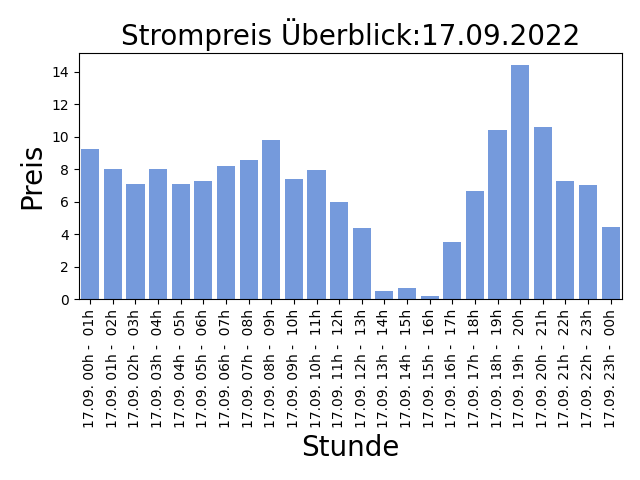 Strompreis Überblick:17.09.2022
Preis
14
12
10
8
6
4
2
0
17.09. 00h - 01h
17.09. 01h - 02h
17.09. 02h - 03h
17.09. 03h - 04h
17.09. 04h - 05h
17.09. 05h - 06h
17.09. 06h - 07h
17.09. 07h - 08h
17.09. 08h - 09h
17.09. 09h - 10h
17.09. 10h - 11h
17.09. 11h - 12h
17.09. 12h - 13h
17.09. 13h - 14h
17.09. 14h - 15h
17.09. 15h - 16h
17.09. 16h - 17h
17.09. 17h - 18h
17.09. 18h - 19h
17.09. 19h - 20h
17.09. 20h - 21h
17.09. 21h - 22h
17.09. 22h - 23h
17.09. 23h - 00h
Stunde